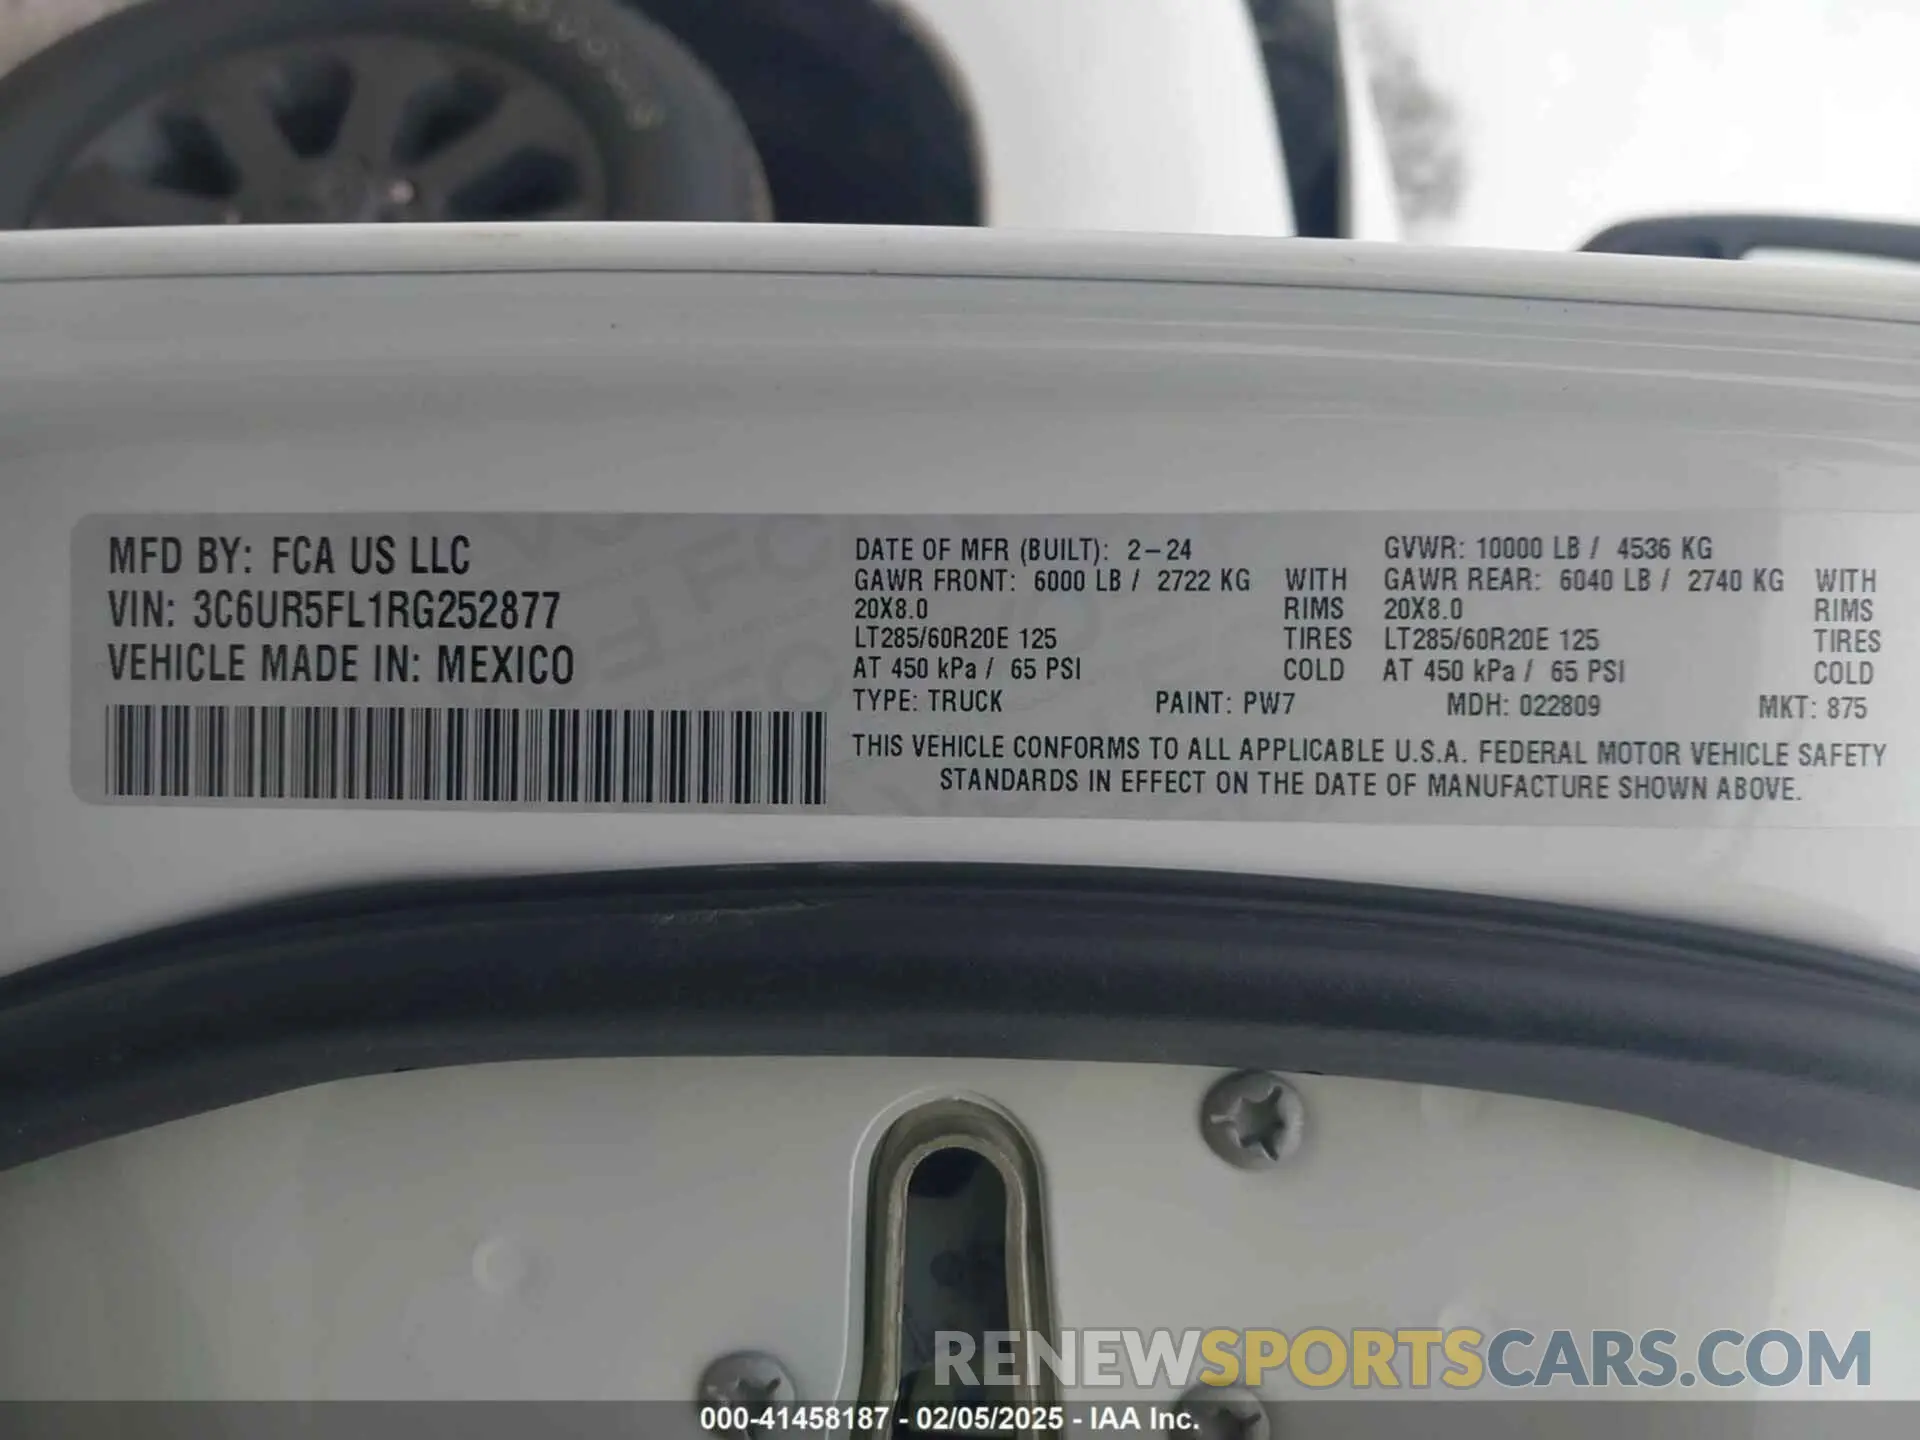 MFD BY: FCA US LLC
VIN: 3C6UR5FL1RG252877
VEHICLE MADE IN: MEXICO
DATE OF MFR (BUILT): 2-24 GVWR: 10000 LB / 4536 KG
GAWR FRONT: 6000 LB / 2722 KG WITH GAWR REAR: 6040 LB / 2740 KG WITH
20X8.0 RIMS 20X8.0 RIMS
LT285/60R20E 125 TIRES LT285/60R20E 125 TIRES
AT 450 kPa / 65 PSI COLD AT 450 kPa / 65 PSI COLD
TYPE: TRUCK PAINT: PW7 MDH: 022809 MKT: 875
THIS VEHICLE CONFORMS TO ALL APPLICABLE U.S.A. FEDERAL MOTOR VEHICLE SAFETY
STANDARDS IN EFFECT ON THE DATE OF MANUFACTURE SHOWN ABOVE.
RENEWSPORTSCARS.COM
000-41458187 - 02/05/2025 - IAA Inc.